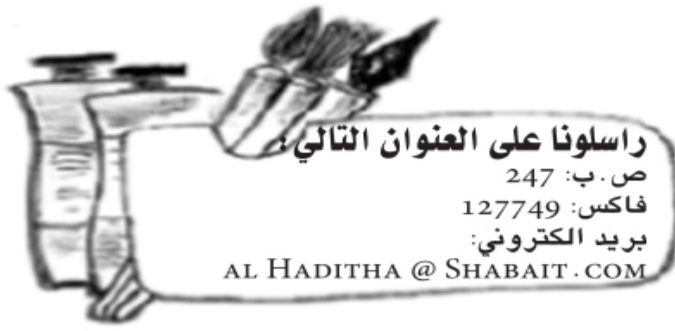 راسلونا على العنوان التالي:
ص.ب: 247
فاكس: 127749
بريد الكتروني:
AL HADITHA @ SHABAIT.COM